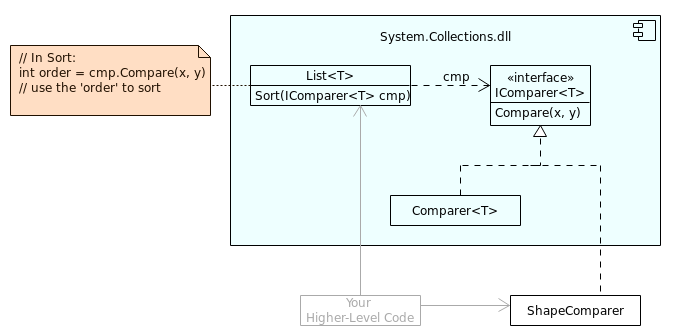 System.Collections.dll
// In Sort:
int order = cmp.Compare(x, y)
// use the 'order' to sort
List<T>
Sort(IComparer<T> cmp)
cmp
«interface»
IComparer<T>
Compare(x, y)
Comparer<T>
Your
Higher-Level Code
ShapeComparer